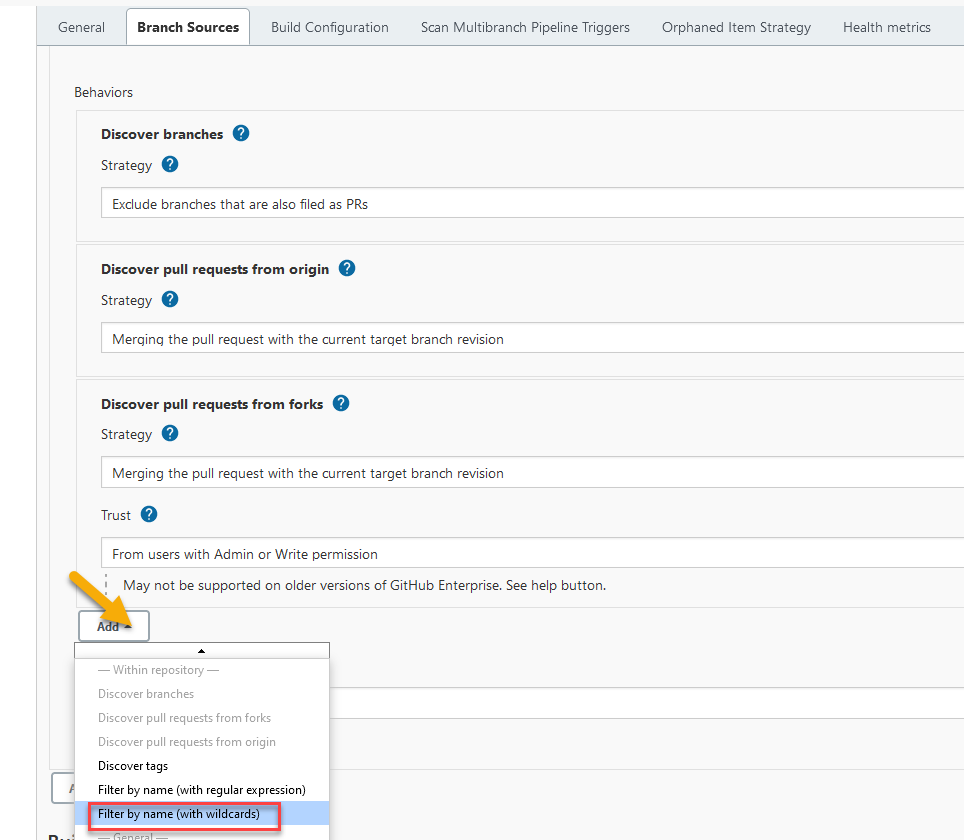 General Branch Sources Build Configuration Scan Multibranch Pipeline Triggers Orphaned Item Strategy Health metrics
Behaviors
Discover branches ?
Strategy ?
Exclude branches that are also filed as PRs
Discover pull requests from origin ?
Strategy ?
Merging the pull request with the current target branch revision
Discover pull requests from forks ?
Strategy ?
Merging the pull request with the current target branch revision
Trust ?
From users with Admin or Write permission
May not be supported on older versions of GitHub Enterprise. See help button.
Add
— Within repository —
Discover branches
Discover pull requests from forks
Discover pull requests from origin
Discover tags
Filter by name (with regular expression)
Filter by name (with wildcards)
— General —